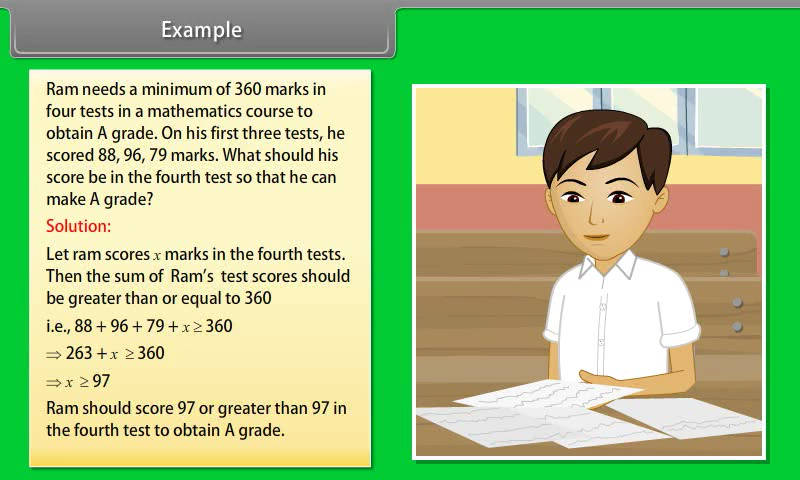 Example
Ram needs a minimum of 360 marks in
four tests in a mathematics course to
obtain A grade. On his first three tests, he
scored 88, 96, 79 marks. What should his
score be in the fourth test so that he can
make A grade?
Solution:
Let ram scores x marks in the fourth tests.
Then the sum of Ram's test scores should
be greater than or equal to 360
i.e., 88 + 96 + 79 + x ≥ 360
⇒ 263 + x ≥ 360
⇒ x ≥ 97
Ram should score 97 or greater than 97 in
the fourth test to obtain A grade.